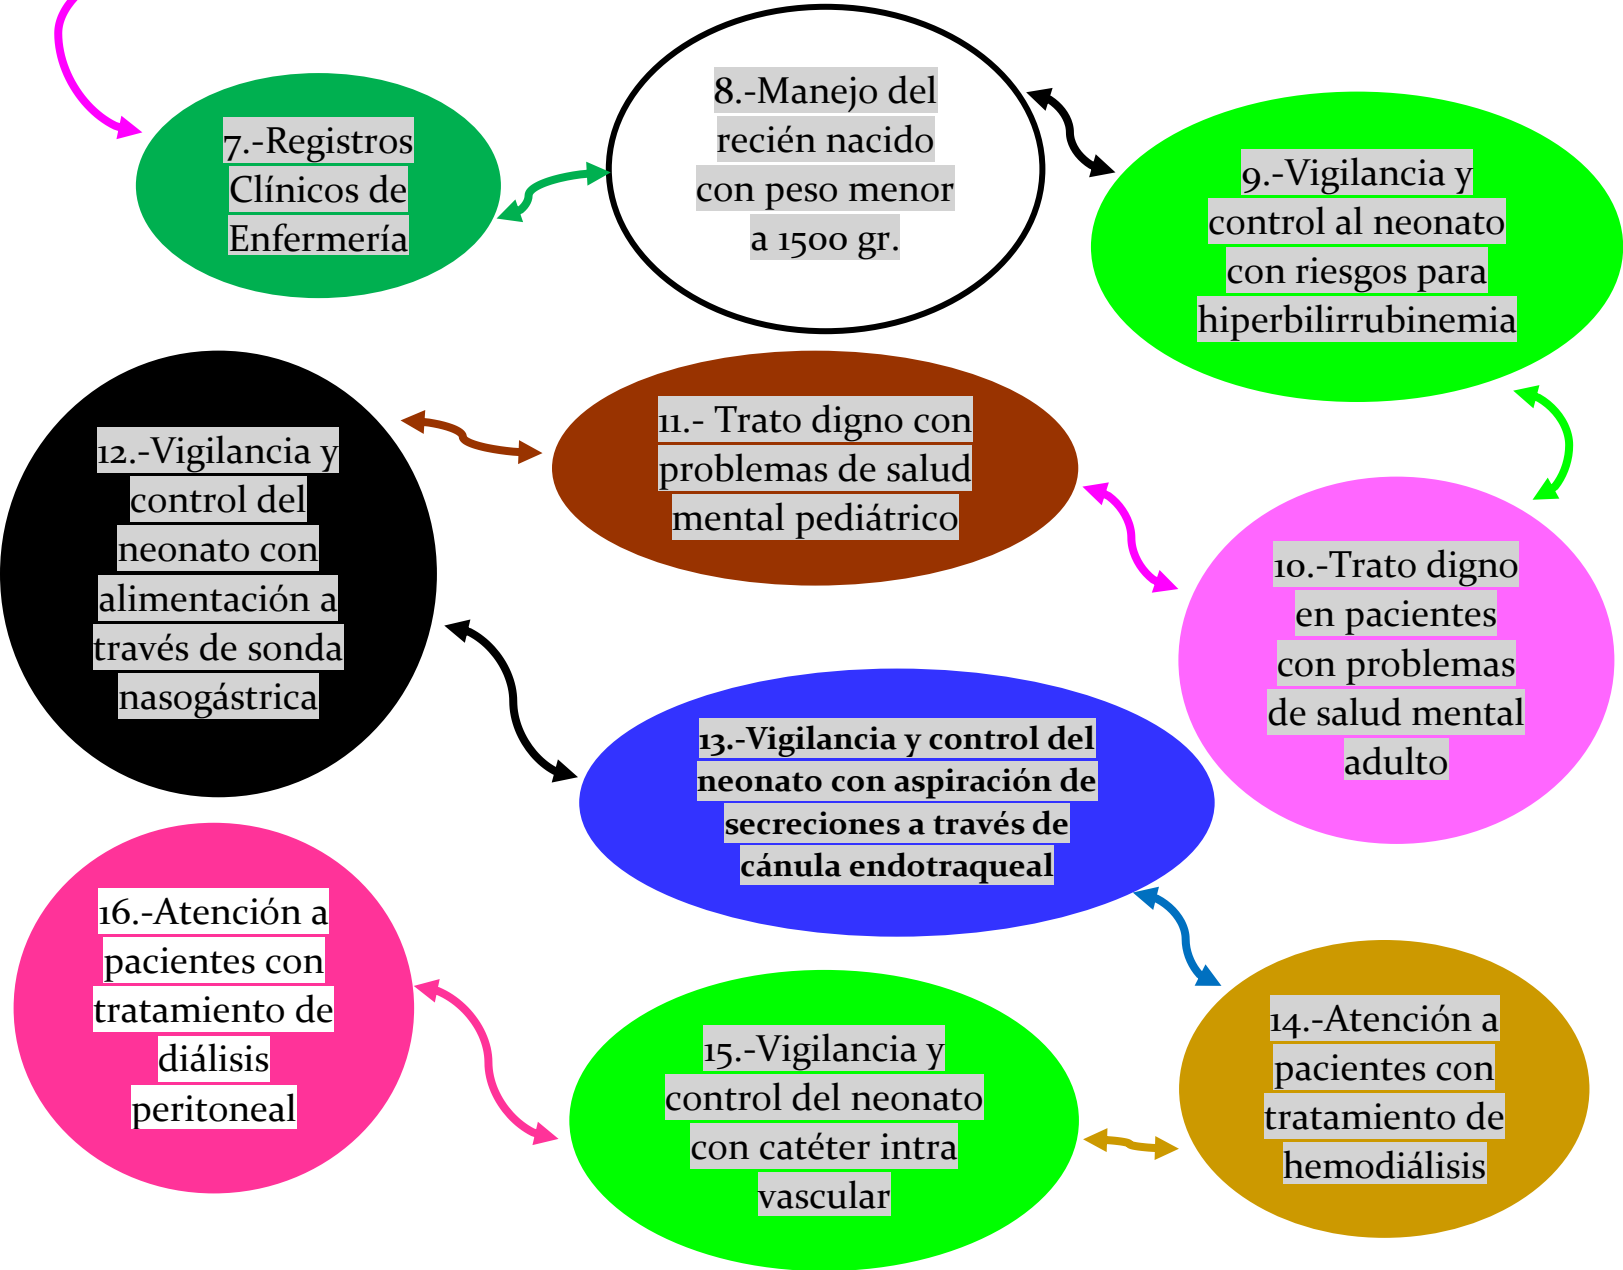 7.-Registros
Clínicos de
Enfermería
8.-Manejo del
recién nacido
con peso menor
a 1500 gr.
9.-Vigilancia y
control al neonato
con riesgos para
hiperbilirrubinemia
10.-Trato digno
en pacientes
con problemas
de salud mental
adulto
11.- Trato digno con
problemas de salud
mental pediátrico
12.-Vigilancia y
control del
neonato con
alimentación a
través de sonda
nasogástrica
13.-Vigilancia y control del
neonato con aspiración de
secreciones a través de
cánula endotraqueal
14.-Atención a
pacientes con
tratamiento de
hemodiálisis
15.-Vigilancia y
control del neonato
con catéter intra
vascular
16.-Atención a
pacientes con
tratamiento de
diálisis
peritoneal